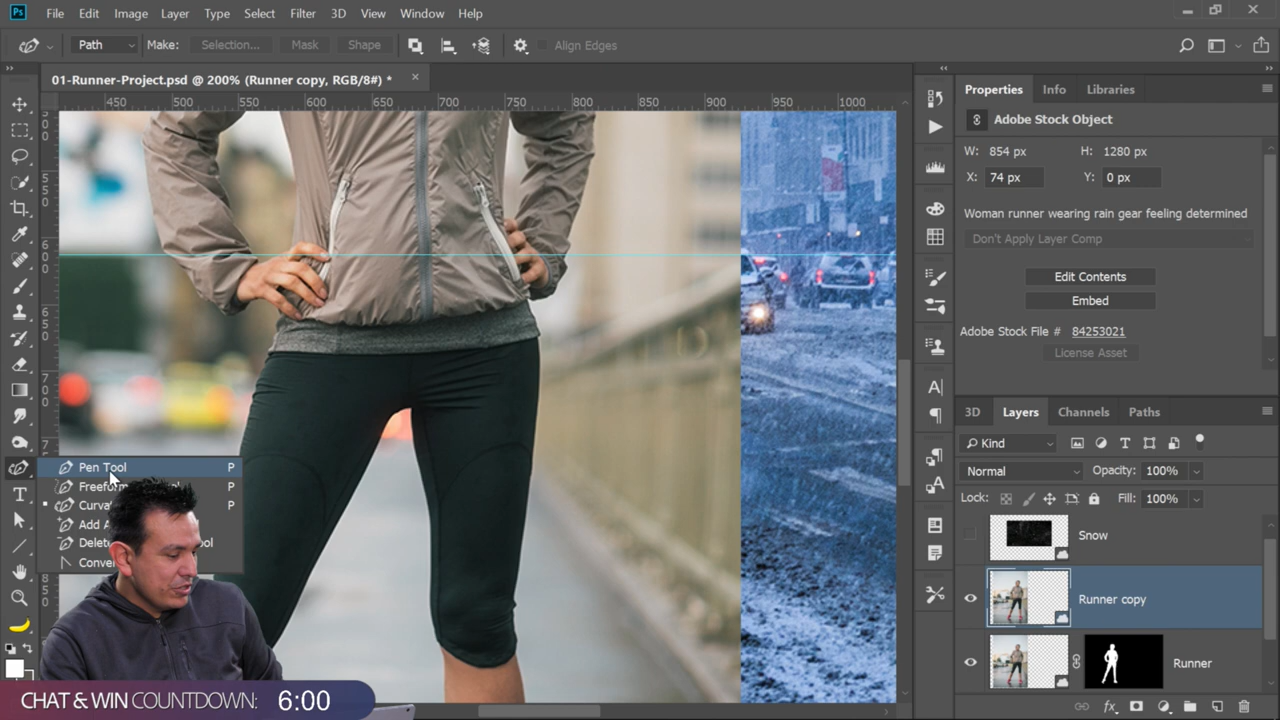 Ps File Edit Image Layer Type Select Filter 3D View Window Help
Path Make: Selection... Mask Shape Align Edges
01-Runner-Project.psd @ 200% (Runner copy, RGB/8#) *
450 500 550 600 650 700 750 800 850 900 950 1000
Properties Info Libraries
Adobe Stock Object
W: 854 px H: 1280 px
X: 74 px Y: 0 px
Woman runner wearing rain gear feeling determined
Don't Apply Layer Comp
Edit Contents
Embed
Adobe Stock File # 84253021
License Asset
3D Layers Channels Paths
Kind
Normal Opacity: 100%
Lock: Fill: 100%
Snow
Runner copy
Runner
Pen Tool P
P
P
CHAT & WIN COUNTDOWN: 6:00